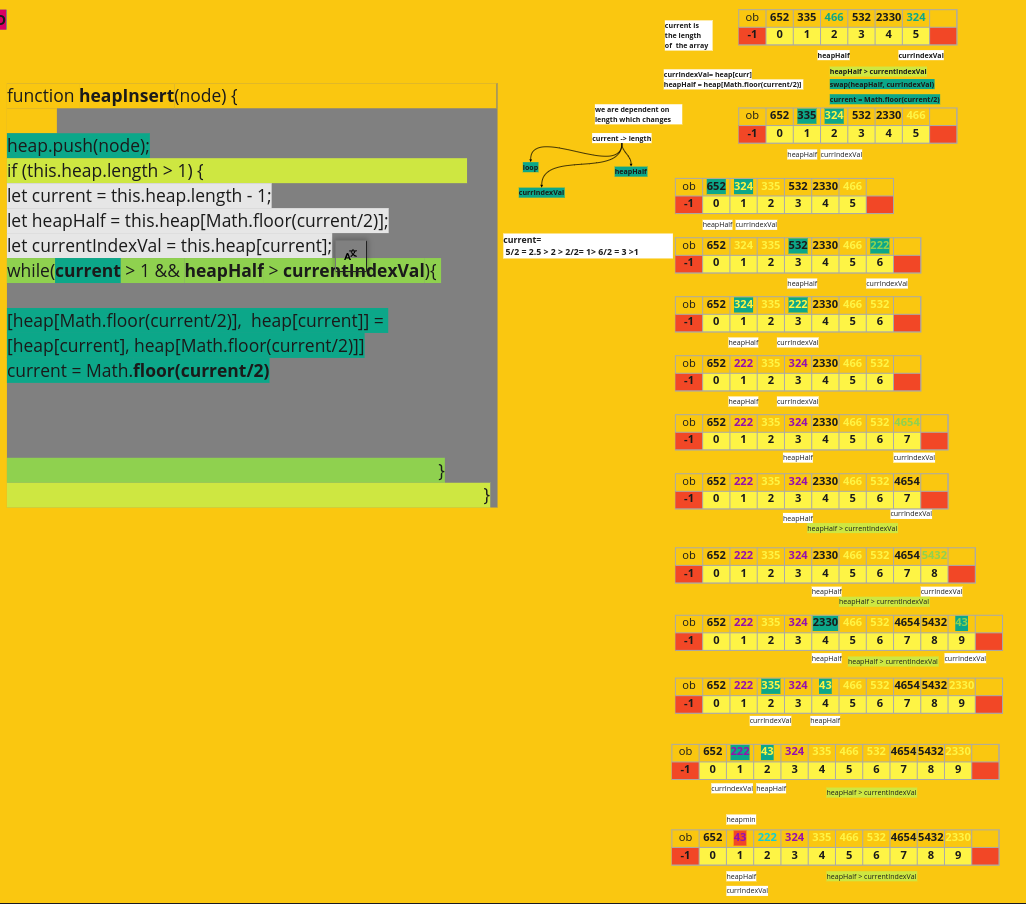 function heapInsert(node) {
heap.push(node);
if (this.heap.length > 1) {
let current = this.heap.length - 1;
let heapHalf = this.heap[Math.floor(current/2)];
let currentIndexVal = this.heap[current];
while(current > 1 && heapHalf > currentIndexVal){
[heap[Math.floor(current/2)], heap[current]] =
[heap[current], heap[Math.floor(current/2)]]
current = Math.floor(current/2)
}
}
current is
the length
of the array
currIndexVal= heap[curr]
heapHalf = heap[Math.floor(current/2)]
we are dependent on
length which changes
current -> length
loop
heapHalf
currIndexVal
current=
5/2 = 2.5 > 2 > 2/2= 1> 6/2 = 3 >1
ob 652 335 466 532 2330 324
-1 0 1 2 3 4 5
heapHalf currIndexVal
heapHalf > currentIndexVal
swap(heapHalf, currIndexVal)
current = Math.floor(current/2)
ob 652 335 324 532 2330 466
-1 0 1 2 3 4 5
heapHalf currIndexVal
ob 652 324 335 532 2330 466
-1 0 1 2 3 4 5
heapHalf currIndexVal
ob 652 324 335 532 2330 466 222
-1 0 1 2 3 4 5 6
heapHalf currIndexVal
ob 652 324 335 222 2330 466 532
-1 0 1 2 3 4 5 6
heapHalf currIndexVal
ob 652 222 335 324 2330 466 532
-1 0 1 2 3 4 5 6
heapHalf currIndexVal
ob 652 222 335 324 2330 466 532 4654
-1 0 1 2 3 4 5 6 7
heapHalf currIndexVal
ob 652 222 335 324 2330 466 532 4654
-1 0 1 2 3 4 5 6 7
heapHalf currIndexVal
heapHalf > currentIndexVal
ob 652 222 335 324 2330 466 532 4654 5432
-1 0 1 2 3 4 5 6 7 8
heapHalf currIndexVal
heapHalf > currentIndexVal
ob 652 222 335 324 2330 466 532 4654 5432 43
-1 0 1 2 3 4 5 6 7 8 9
heapHalf heapHalf > currentIndexVal currIndexVal
ob 652 222 335 324 43 466 532 4654 5432 2330
-1 0 1 2 3 4 5 6 7 8 9
currIndexVal heapHalf
ob 652 222 43 324 335 466 532 4654 5432 2330
-1 0 1 2 3 4 5 6 7 8 9
currIndexVal heapHalf heapHalf > currentIndexVal
heapmin
ob 652 43 222 324 335 466 532 4654 5432 2330
-1 0 1 2 3 4 5 6 7 8 9
heapHalf heapHalf > currentIndexVal
currIndexVal